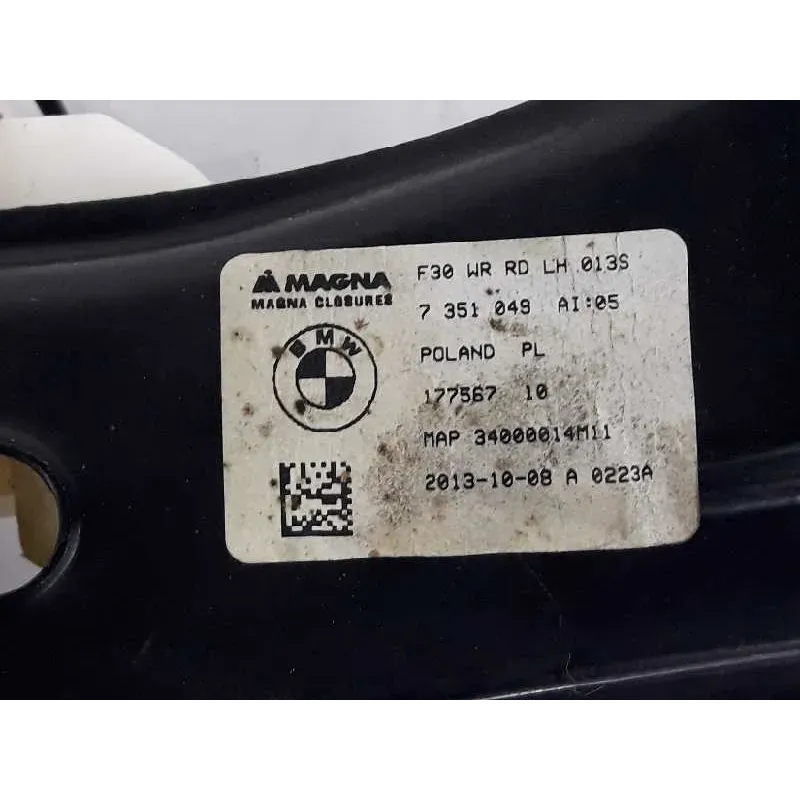 MAGNA
MAGNA CLOSURES
BMW
F30 WR RD LH 013S
7 351 049 AI:05
POLAND PL
177567 10
MAP 34000014M11
2013-10-08 A 0223A